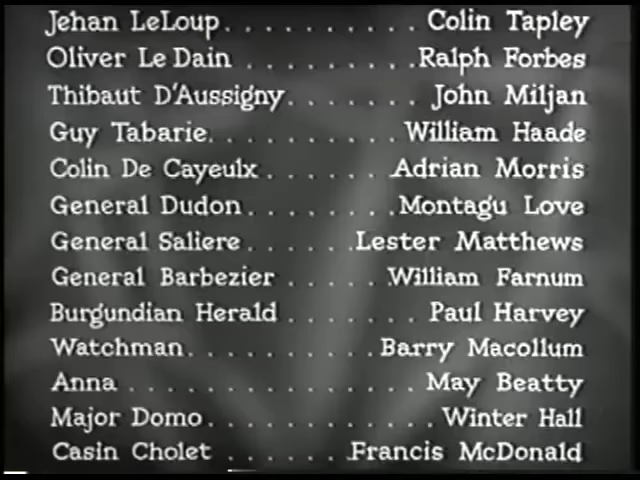 Jehan LeLoup . . . . . . . . . . Colin Tapley
Oliver Le Dain . . . . . . . . . Ralph Forbes
Thibaut D'Aussigny. . . . . . . John Miljan
Guy Tabarie. . . . . . . . . . William Haade
Colin De Cayeulx . . . . . . . Adrian Morris
General Dudon . . . . . . . . Montagu Love
General Saliere . . . . . . Lester Matthews
General Barbezier . . . . . William Farnum
Burgundian Herald . . . . . . . Paul Harvey
Watchman. . . . . . . . . . Barry Macollum
Anna . . . . . . . . . . . . . . May Beatty
Major Domo. . . . . . . . . . . . Winter Hall
Casin Cholet . . . . . . Francis McDonald